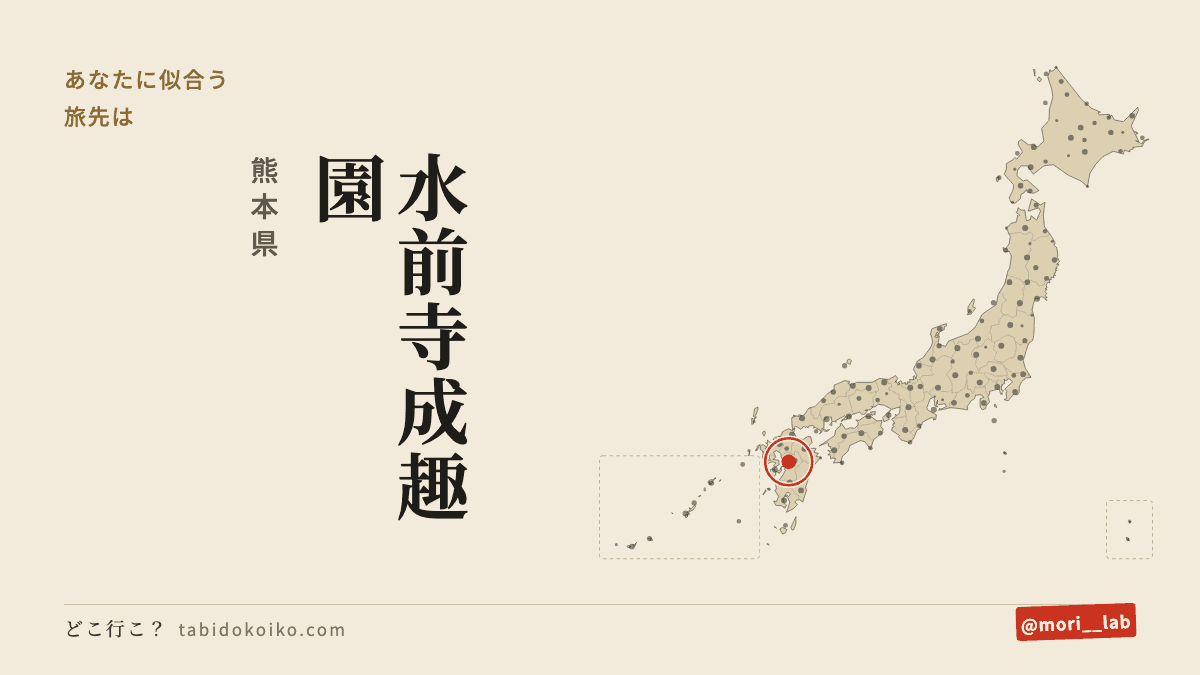 あなたに似合う
旅先は
水前寺成趣
園
熊本県
どこ行こ？ tabidokoiko.com
@mori__lab